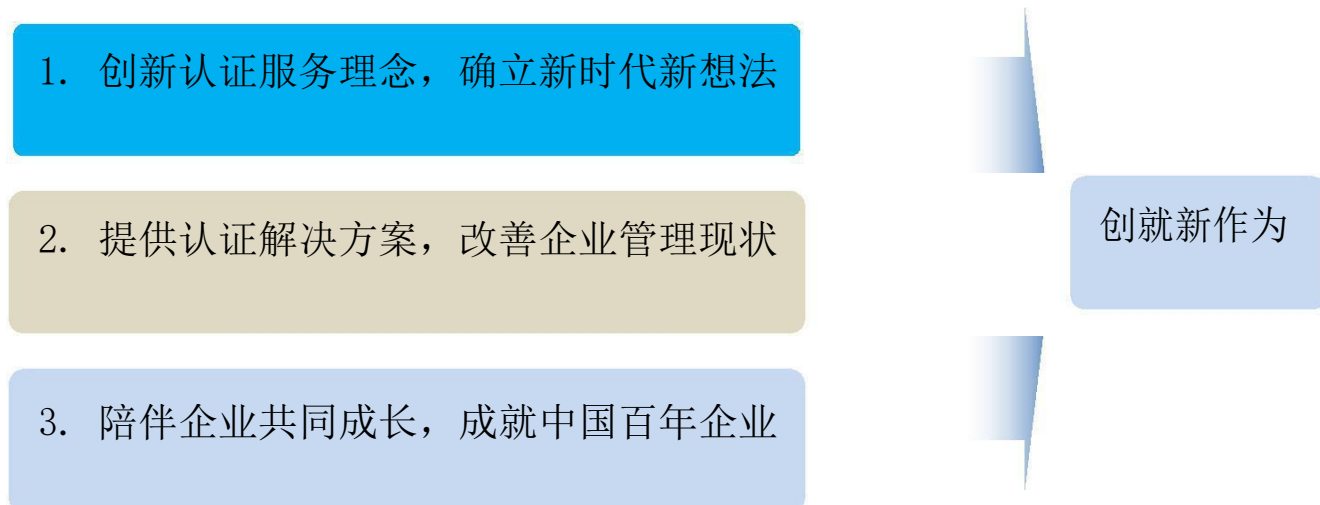 1. 创新认证服务理念，确立新时代新想法
2. 提供认证解决方案，改善企业管理现状
创就新作为
3. 陪伴企业共同成长，成就中国百年企业